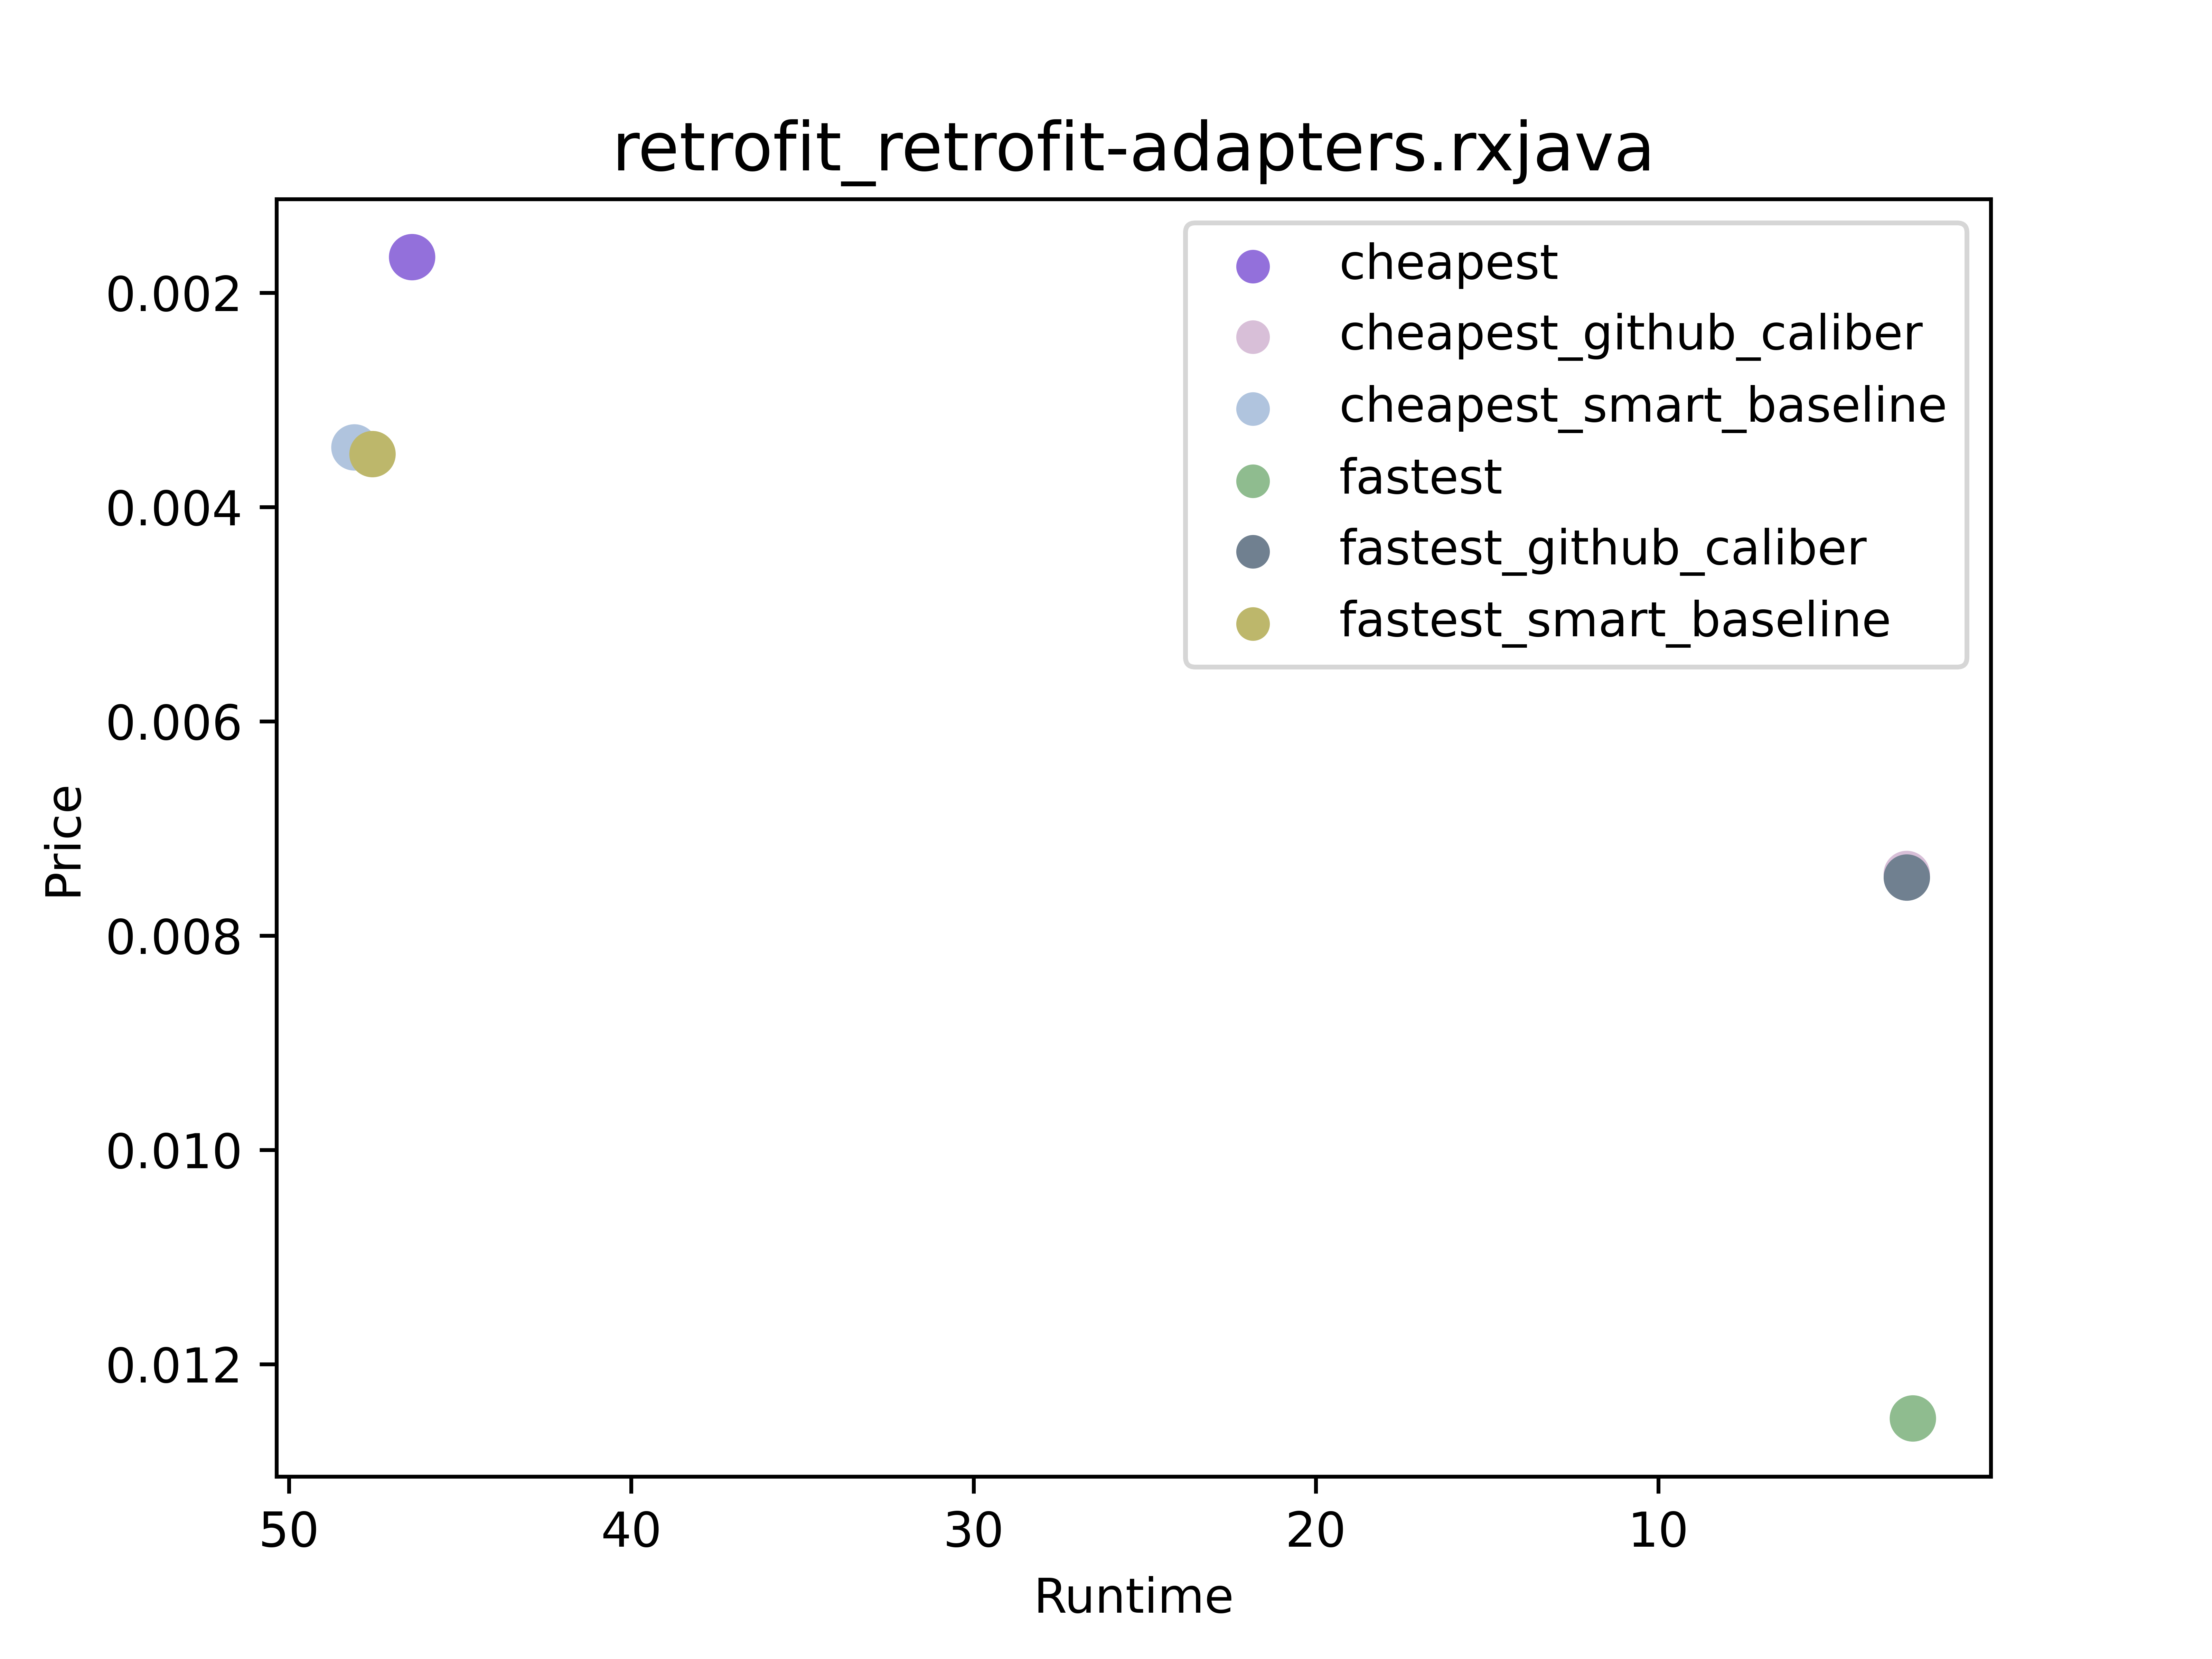 retrofit_retrofit-adapters.rxjava
cheapest
cheapest_github_caliber
cheapest_smart_baseline
fastest
fastest_github_caliber
fastest_smart_baseline
0.002
0.004
0.006
0.008
0.010
0.012
Price
50 40 30 20 10
Runtime